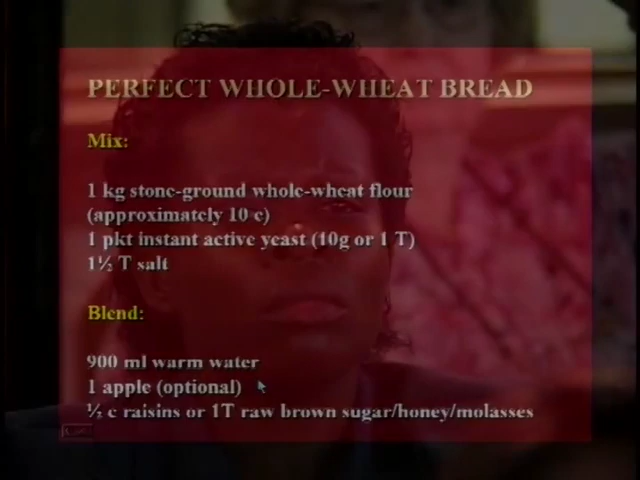 PERFECT WHOLE-WHEAT BREAD
Mix:
1 kg stone-ground whole-wheat flour
(approximately 10 c)
1 pkt instant active yeast (10g or 1 T)
1½ T salt
Blend:
900 ml warm water
1 apple (optional)
½ c raisins or 1T raw brown sugar/honey/molasses